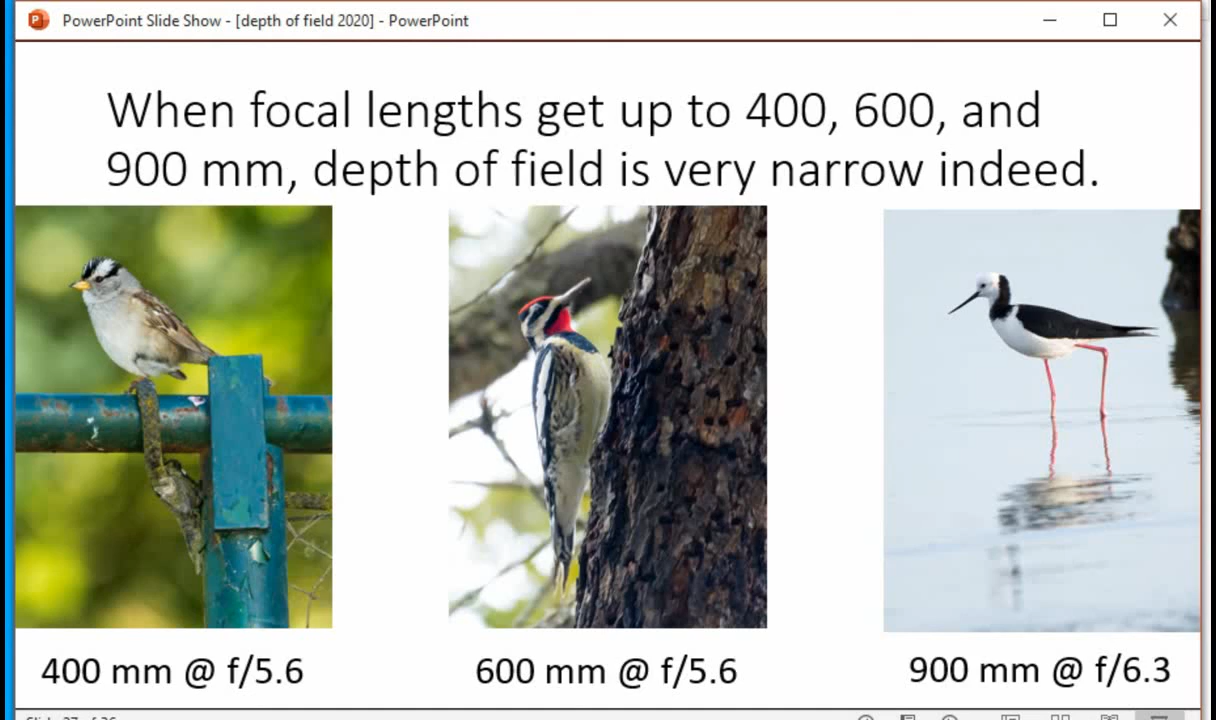 PowerPoint Slide Show - [depth of field 2020] - PowerPoint
When focal lengths get up to 400, 600, and
900 mm, depth of field is very narrow indeed.
400 mm @ f/5.6
600 mm @ f/5.6
900 mm @ f/6.3